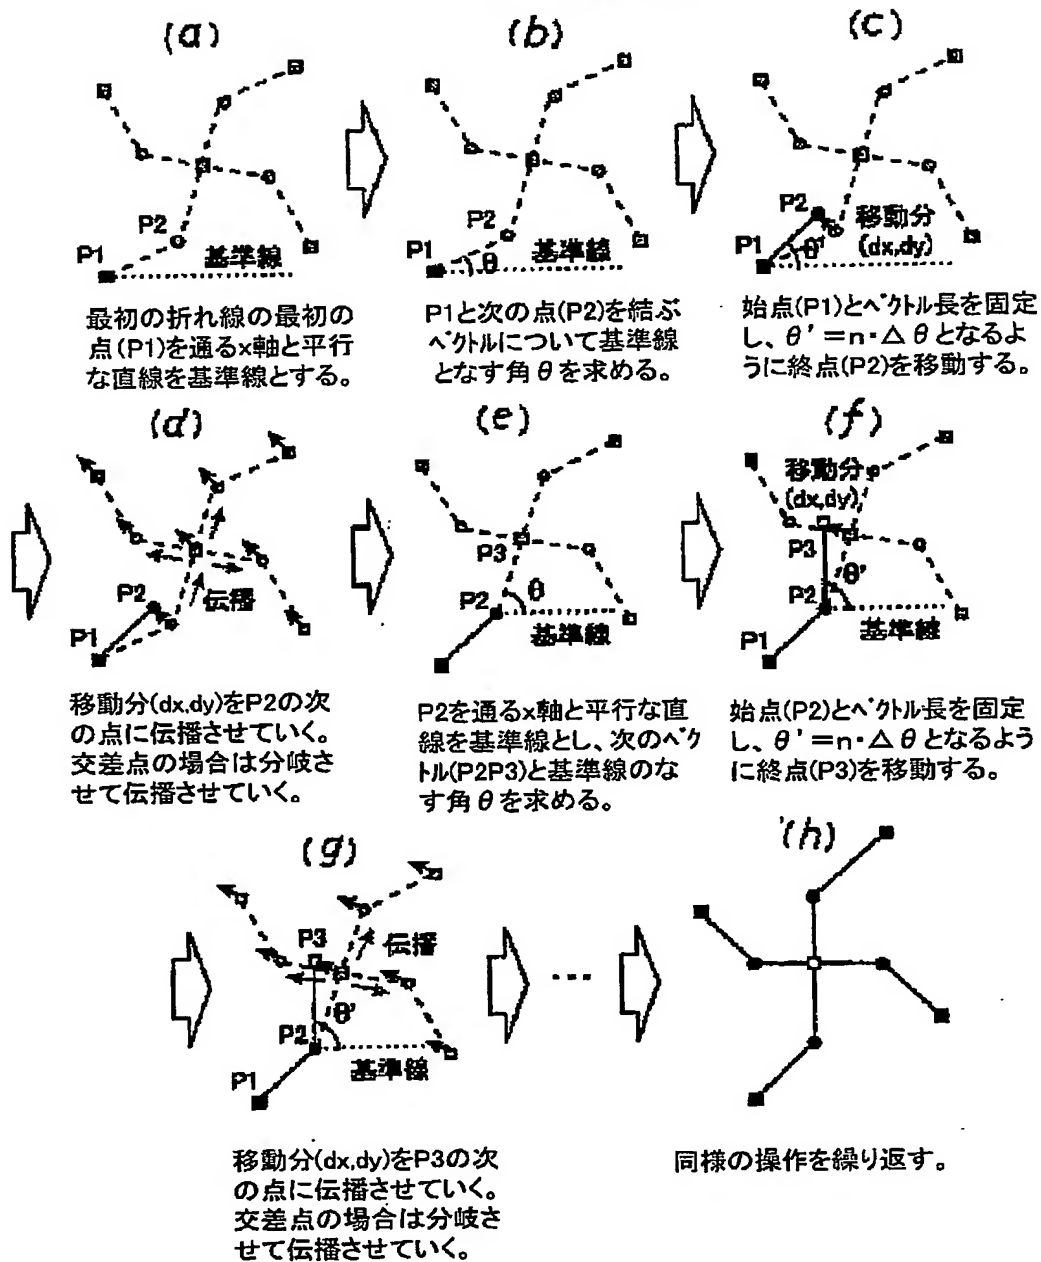 (a)
(b)
(c)
P2
P1
基準線
P2
P1
θ
基準線
P2
P1
θ'
移動分
(dx,dy)
最初の折れ線の最初の
点(P1)を通るx軸と平行
な直線を基準線とする。
P1と次の点(P2)を結ぶ
ベクトルについて基準線
となす角θを求める。
始点(P1)とベクトル長を固定
し、θ'=n・△θとなるよ
うに終点(P2)を移動する。
(d)
(e)
(f)
P2
P1
伝播
P3
P2
θ
基準線
移動分
(dx,dy)
P3
θ'
P2
P1
基準線
移動分(dx,dy)をP2の次
の点に伝播させていく。
交差点の場合は分岐さ
せて伝播させていく。
P2を通るx軸と平行な直
線を基準線とし、次のベク
トル(P2P3)と基準線のな
す角θを求める。
始点(P2)とベクトル長を固定
し、θ'=n・△θとなるよう
に終点(P3)を移動する。
(g)
(h)
P3
伝播
θ'
P2
P1
基準線
...
移動分(dx,dy)をP3の次
の点に伝播させていく。
交差点の場合は分岐さ
せて伝播させていく。
同様の操作を繰り返す。